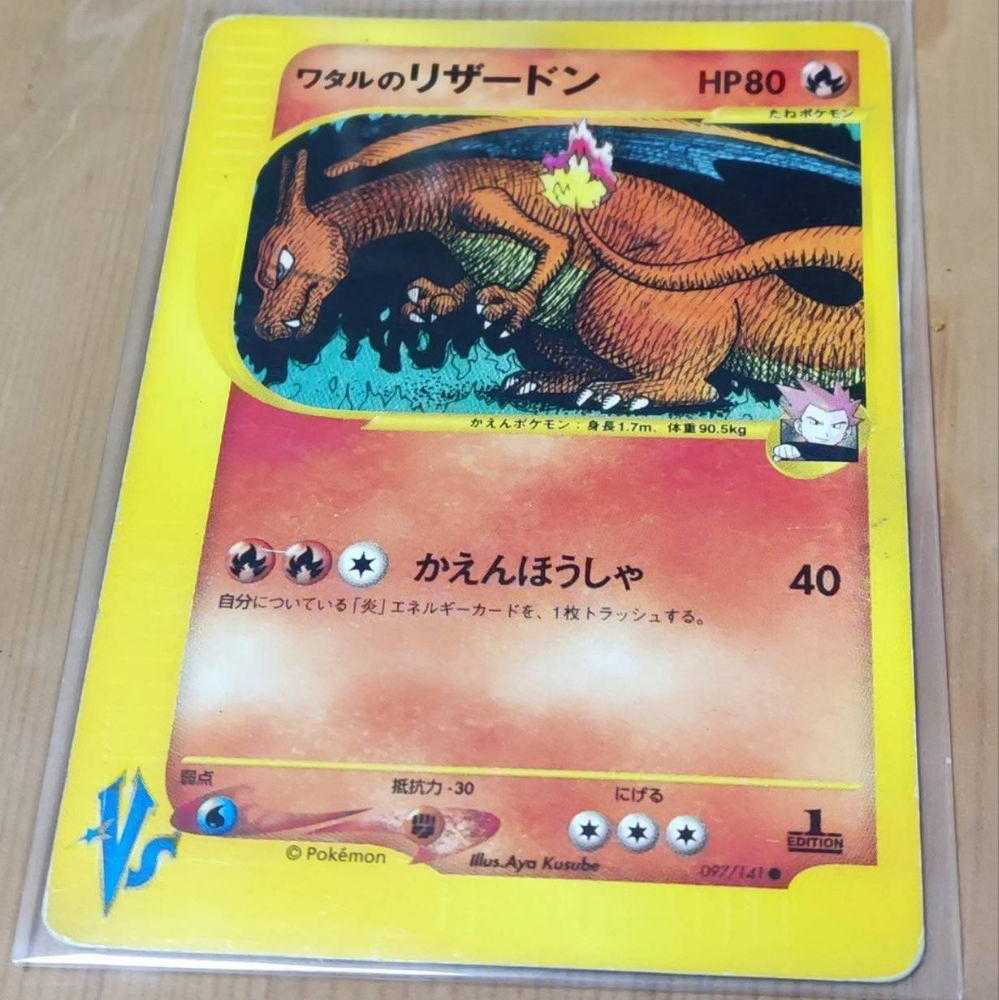 ワタルのリザードン HP80
たねポケモン
かえんポケモン：身長1.7m、体重90.5kg
かえんほうしゃ 40
自分についている「炎」エネルギーカードを、1枚トラッシュする。
弱点 抵抗力-30 にげる
VS
1
EDITION
© Pokémon Illus.Aya Kusube 097/141